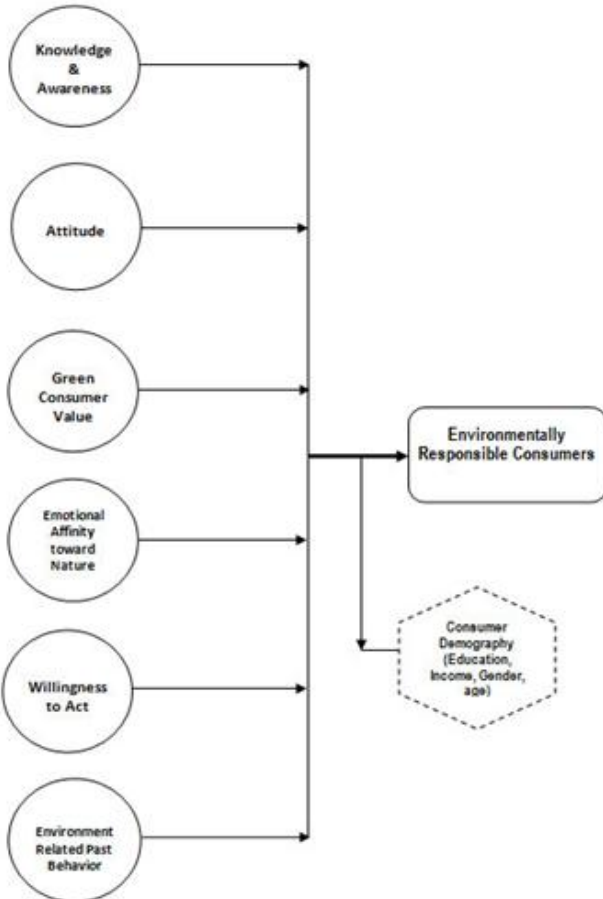 Knowledge
&
Awareness
Attitude
Green
Consumer
Value
Emotional
Affinity
toward
Nature
Willingness
to Act
Environment
Related Past
Behavior
Environmentally
Responsible Consumers
Consumer
Demography
(Education,
Income, Gender,
age)